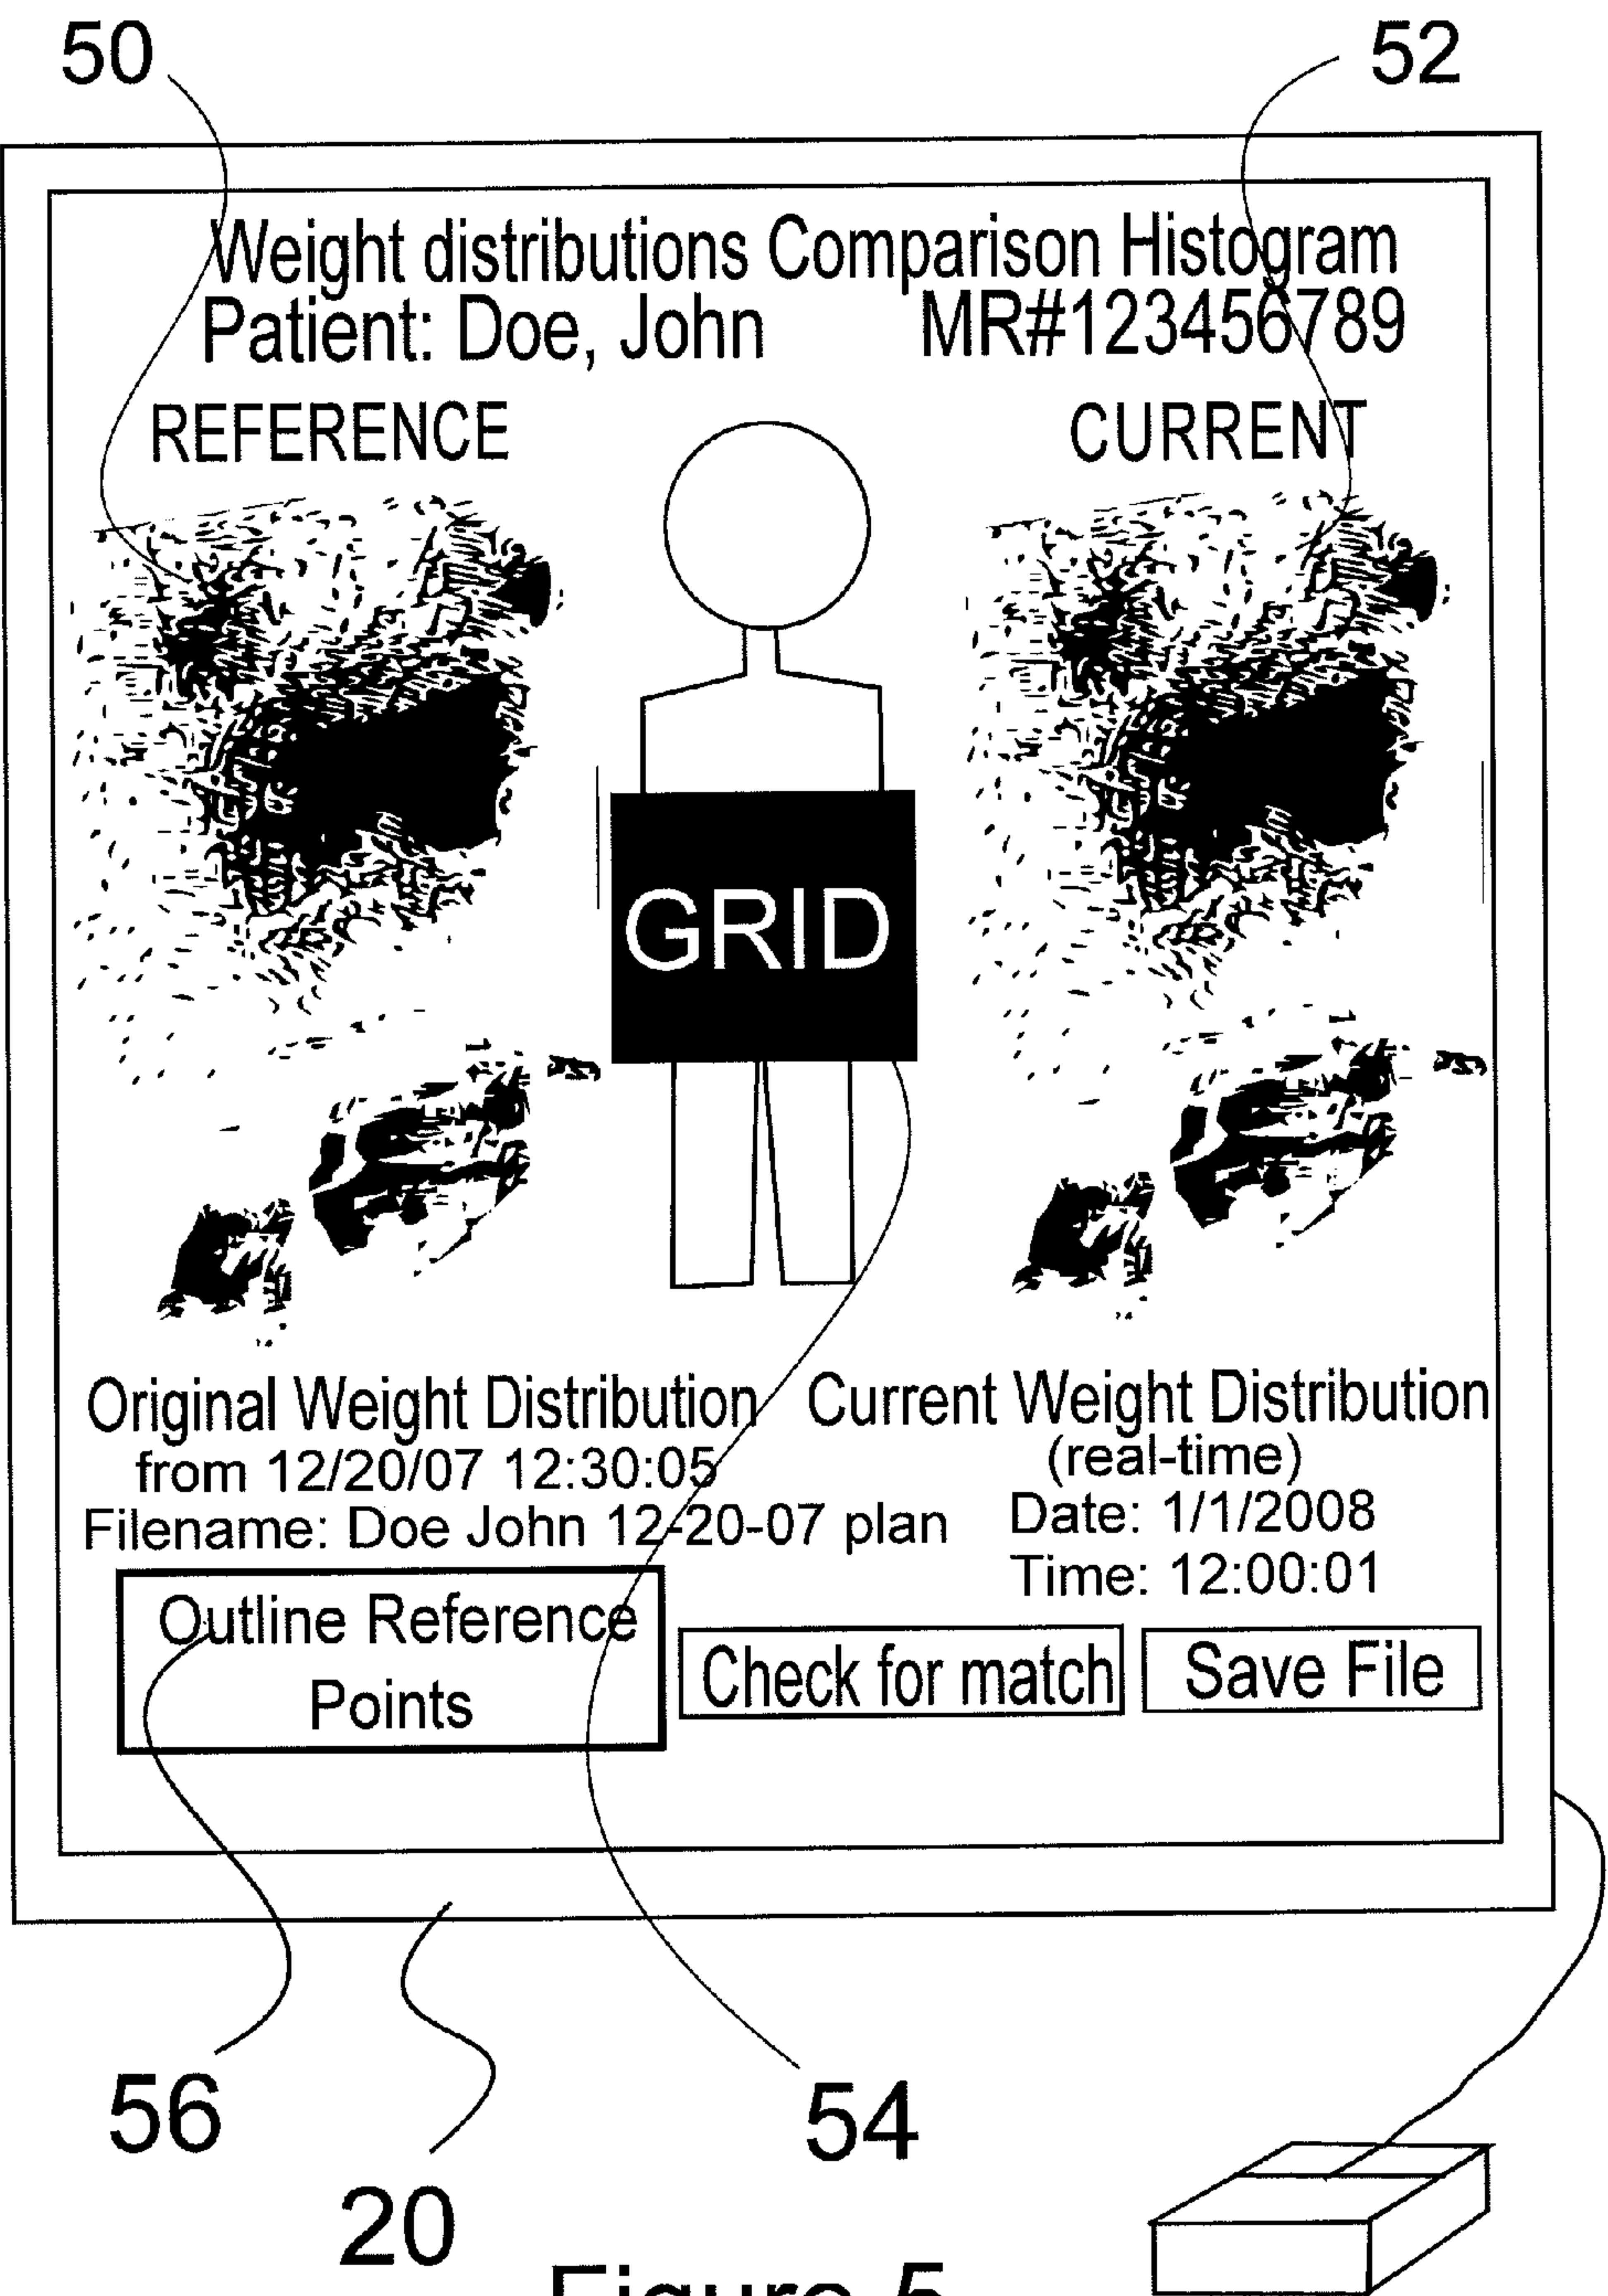 50
52
Weight distributions Comparison Histogram
Patient: Doe, John MR#123456789
REFERENCE
CURRENT
GRID
Original Weight Distribution
from 12/20/07 12:30:05
Filename: Doe John 12-20-07 plan
Current Weight Distribution
(real-time)
Date: 1/1/2008
Time: 12:00:01
Outline Reference
Points
Check for match
Save File
56
54
20
Figure 5